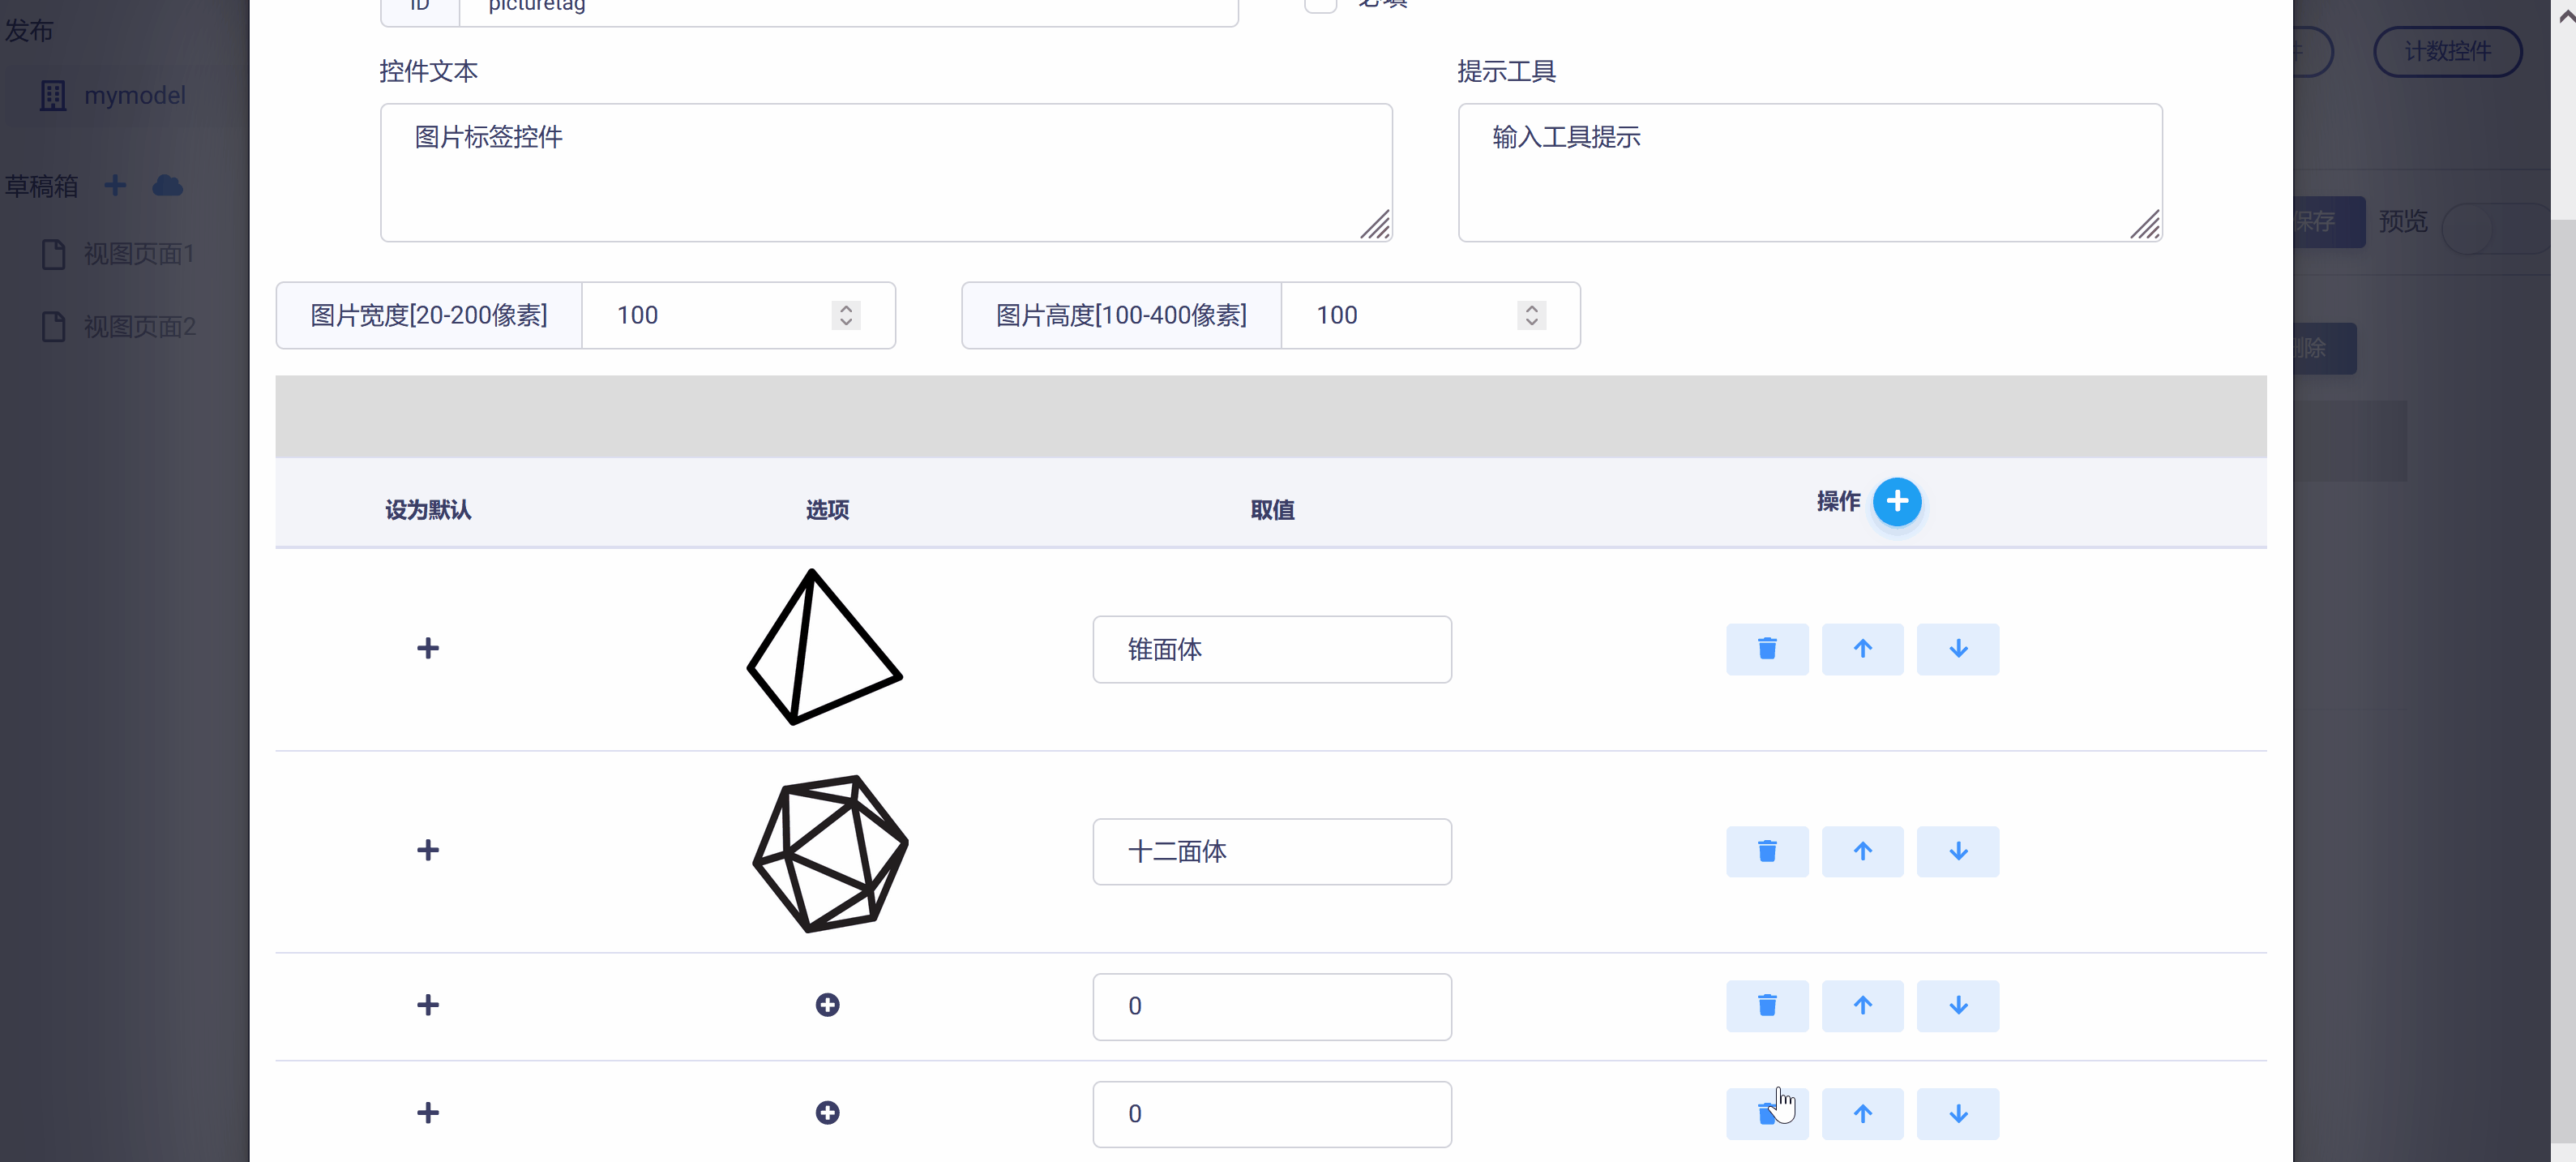 发布
mymodel
草稿箱
视图页面1
视图页面2
ID
picturetag
必填
控件文本
提示工具
图片标签控件
输入工具提示
图片宽度[20-200像素]
100
图片高度[100-400像素]
100
计数控件
保存
预览
删除
设为默认
选项
取值
操作
锥面体
十二面体
0
0